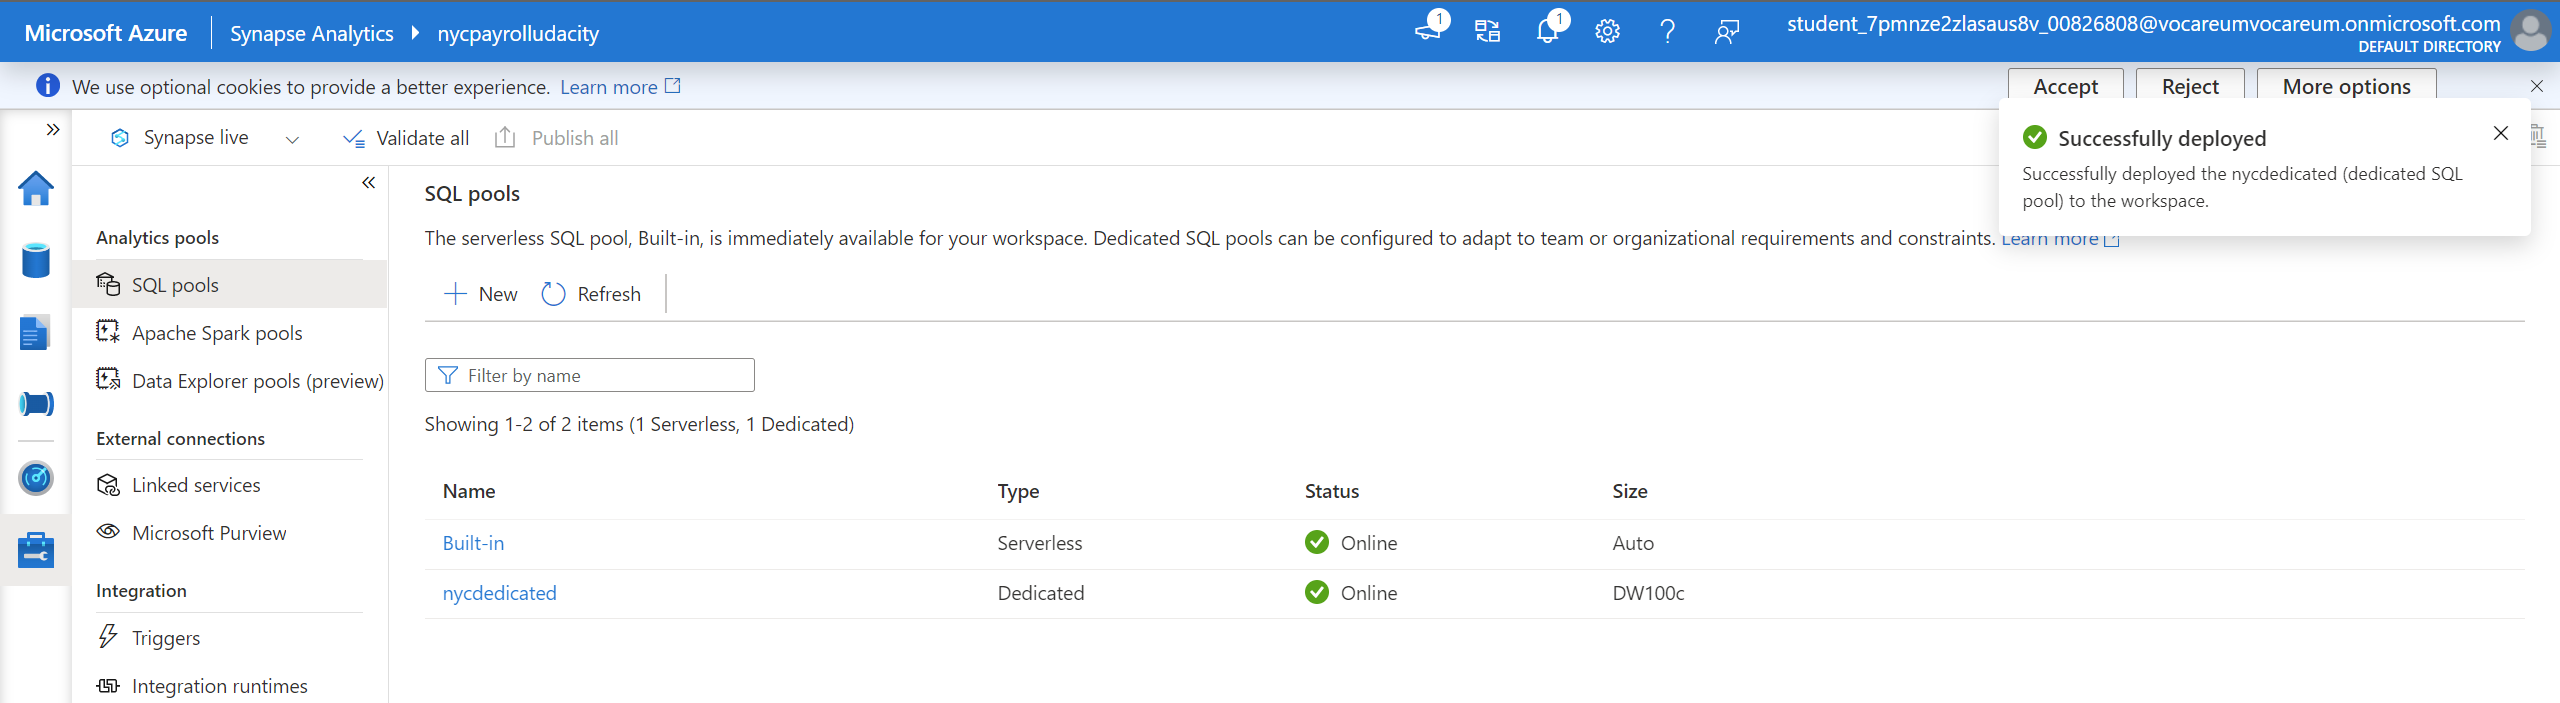 Microsoft Azure
Synapse Analytics
nycpayrolludacity
1
1
student_7pmnze2zlasaus8v_00826808@vocareumvocareum.onmicrosoft.com
DEFAULT DIRECTORY
We use optional cookies to provide a better experience. Learn more
Accept
Reject
More options
Synapse live
Validate all
Publish all
Successfully deployed
Successfully deployed the nycdedicated (dedicated SQL
pool) to the workspace.
Analytics pools
SQL pools
Apache Spark pools
Data Explorer pools (preview)
External connections
Linked services
Microsoft Purview
Integration
Triggers
Integration runtimes
SQL pools
The serverless SQL pool, Built-in, is immediately available for your workspace. Dedicated SQL pools can be configured to adapt to team or organizational requirements and constraints. Learn more
New
Refresh
Filter by name
Showing 1-2 of 2 items (1 Serverless, 1 Dedicated)
Name Type Status Size
Built-in Serverless Online Auto
nycdedicated Dedicated Online DW100c